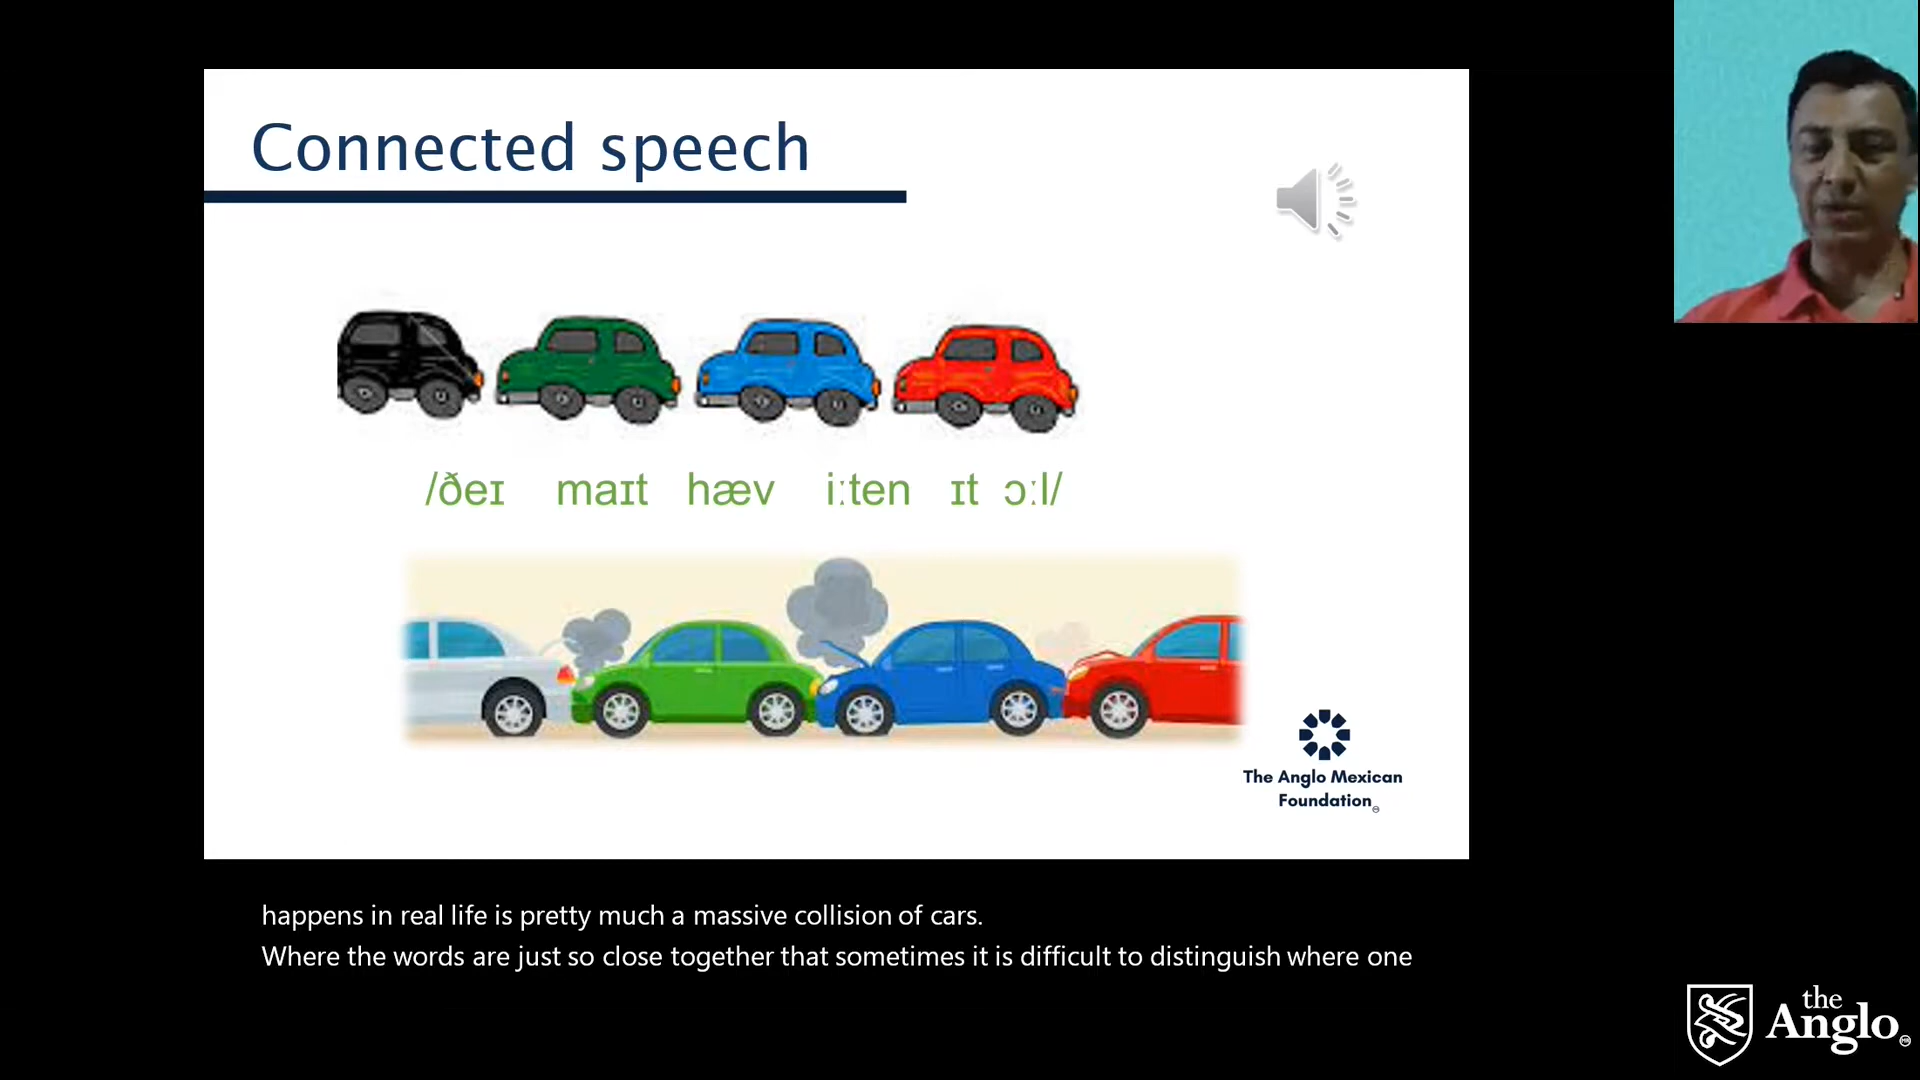 Connected speech
/ðeɪ maɪt hæv iːten ɪt ɔːl/
The Anglo Mexican
Foundation
happens in real life is pretty much a massive collision of cars.
Where the words are just so close together that sometimes it is difficult to distinguish where one
the
Anglo